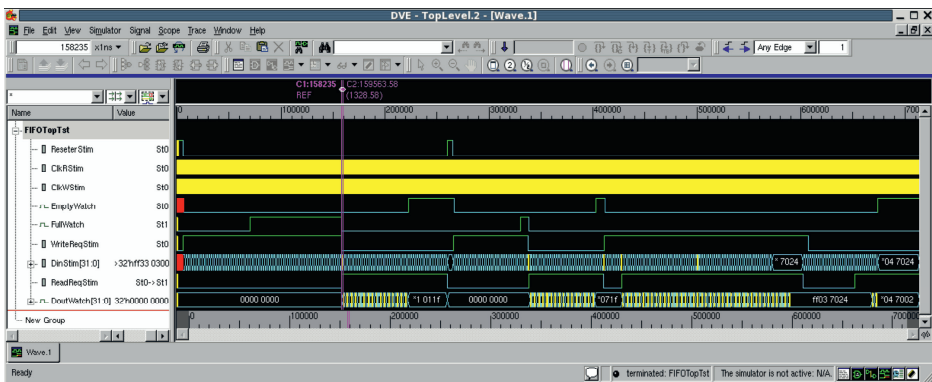 DVE - TopLevel.2 - [Wave.1]
File Edit View Simulator Signal Scope Trace Window Help
158235 x1ns Any Edge 1
C1:158235 C2:159563.58
REF (1328.58)
* 
Name Value 0 100000 200000 300000 400000 500000 600000 700
FIFOTopTst
ReseterStim St0
ClkRStim St0
ClkWStim St0
EmptyWatch St0
FullWatch St1
WriteReqStim St0
DinStim[31:0] >32'hff33 0300 * 7024 *04 7024
ReadReqStim St0->St1
DoutWatch[31:0] 32'h0000 0000 0000 0000 *1 011f 0000 0000 *071f ff03 7024 *04 7002
New Group 0 100000 200000 300000 400000 500000 600000 700000
Wave.1
Ready terminated: FIFOTopTst The simulator is not active: N/A.